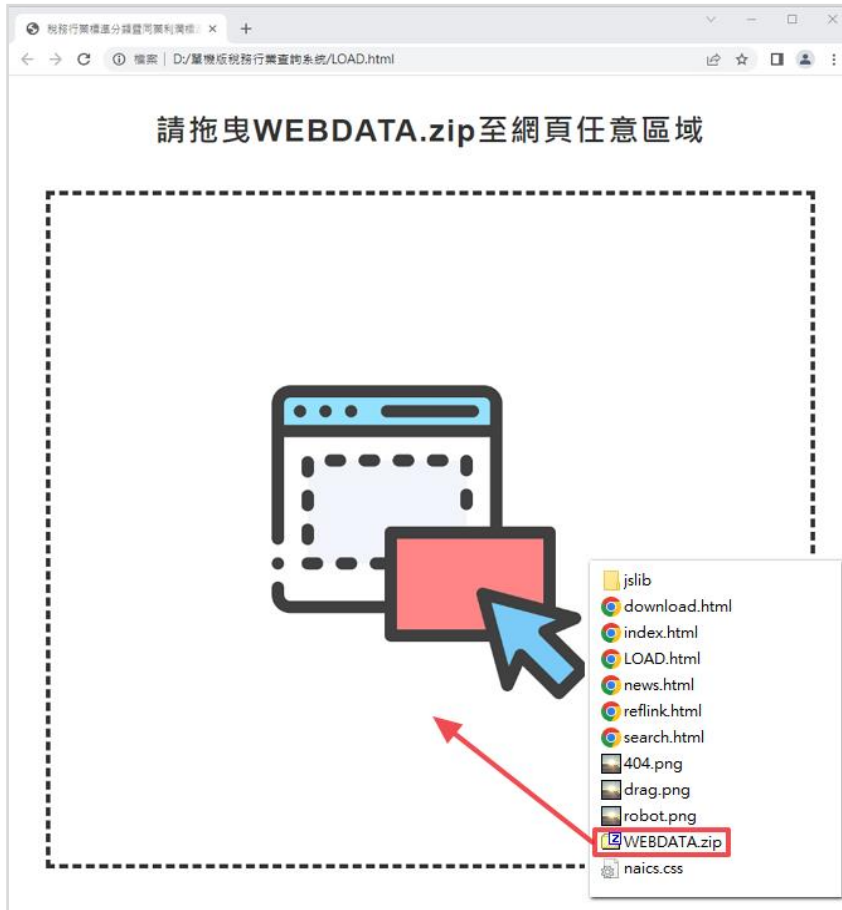 稅務行業標準分類暨同業利潤標
檔案 | D:/單機版稅務行業查詢系統/LOAD.html
請拖曳WEBDATA.zip至網頁任意區域
jslib
download.html
index.html
LOAD.html
news.html
reflink.html
search.html
404.png
drag.png
robot.png
WEBDATA.zip
naics.css